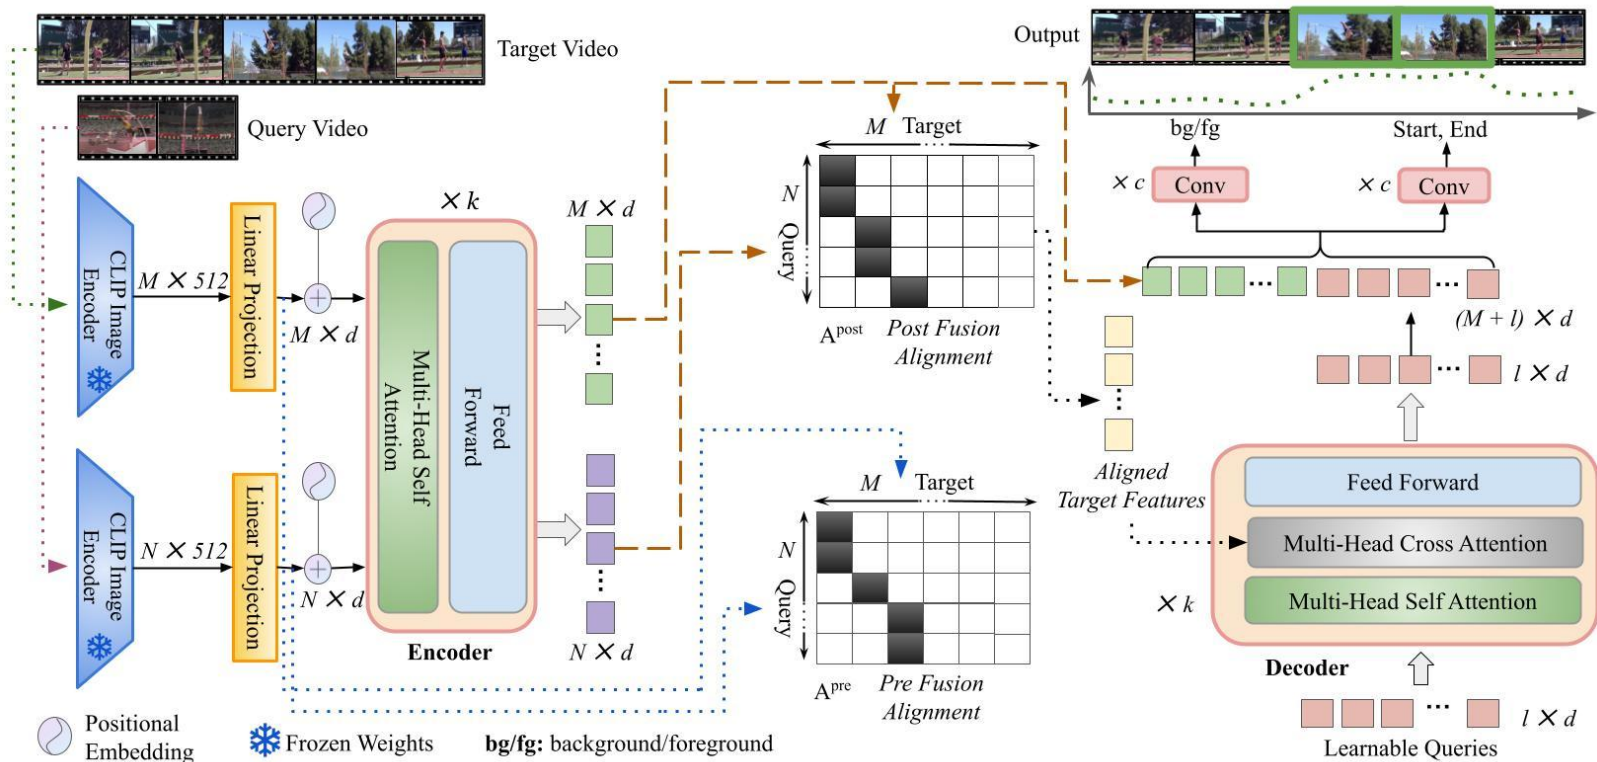 Target Video
Query Video
CLIP Image
Encoder
M × 512
Linear Projection
M × d
CLIP Image
Encoder
N × 512
Linear Projection
N × d
× k
Multi-Head Self
Attention
Feed
Forward
Encoder
M × d
N × d
M Target
N
Query
A^post
Post Fusion
Alignment
M Target
N
Query
A^pre
Pre Fusion
Alignment
Output
bg/fg
Start, End
× c
Conv
× c
Conv
(M + l) × d
l × d
Aligned
Target Features
Feed Forward
Multi-Head Cross Attention
Multi-Head Self Attention
× k
Decoder
l × d
Learnable Queries
Positional
Embedding
Frozen Weights
bg/fg: background/foreground